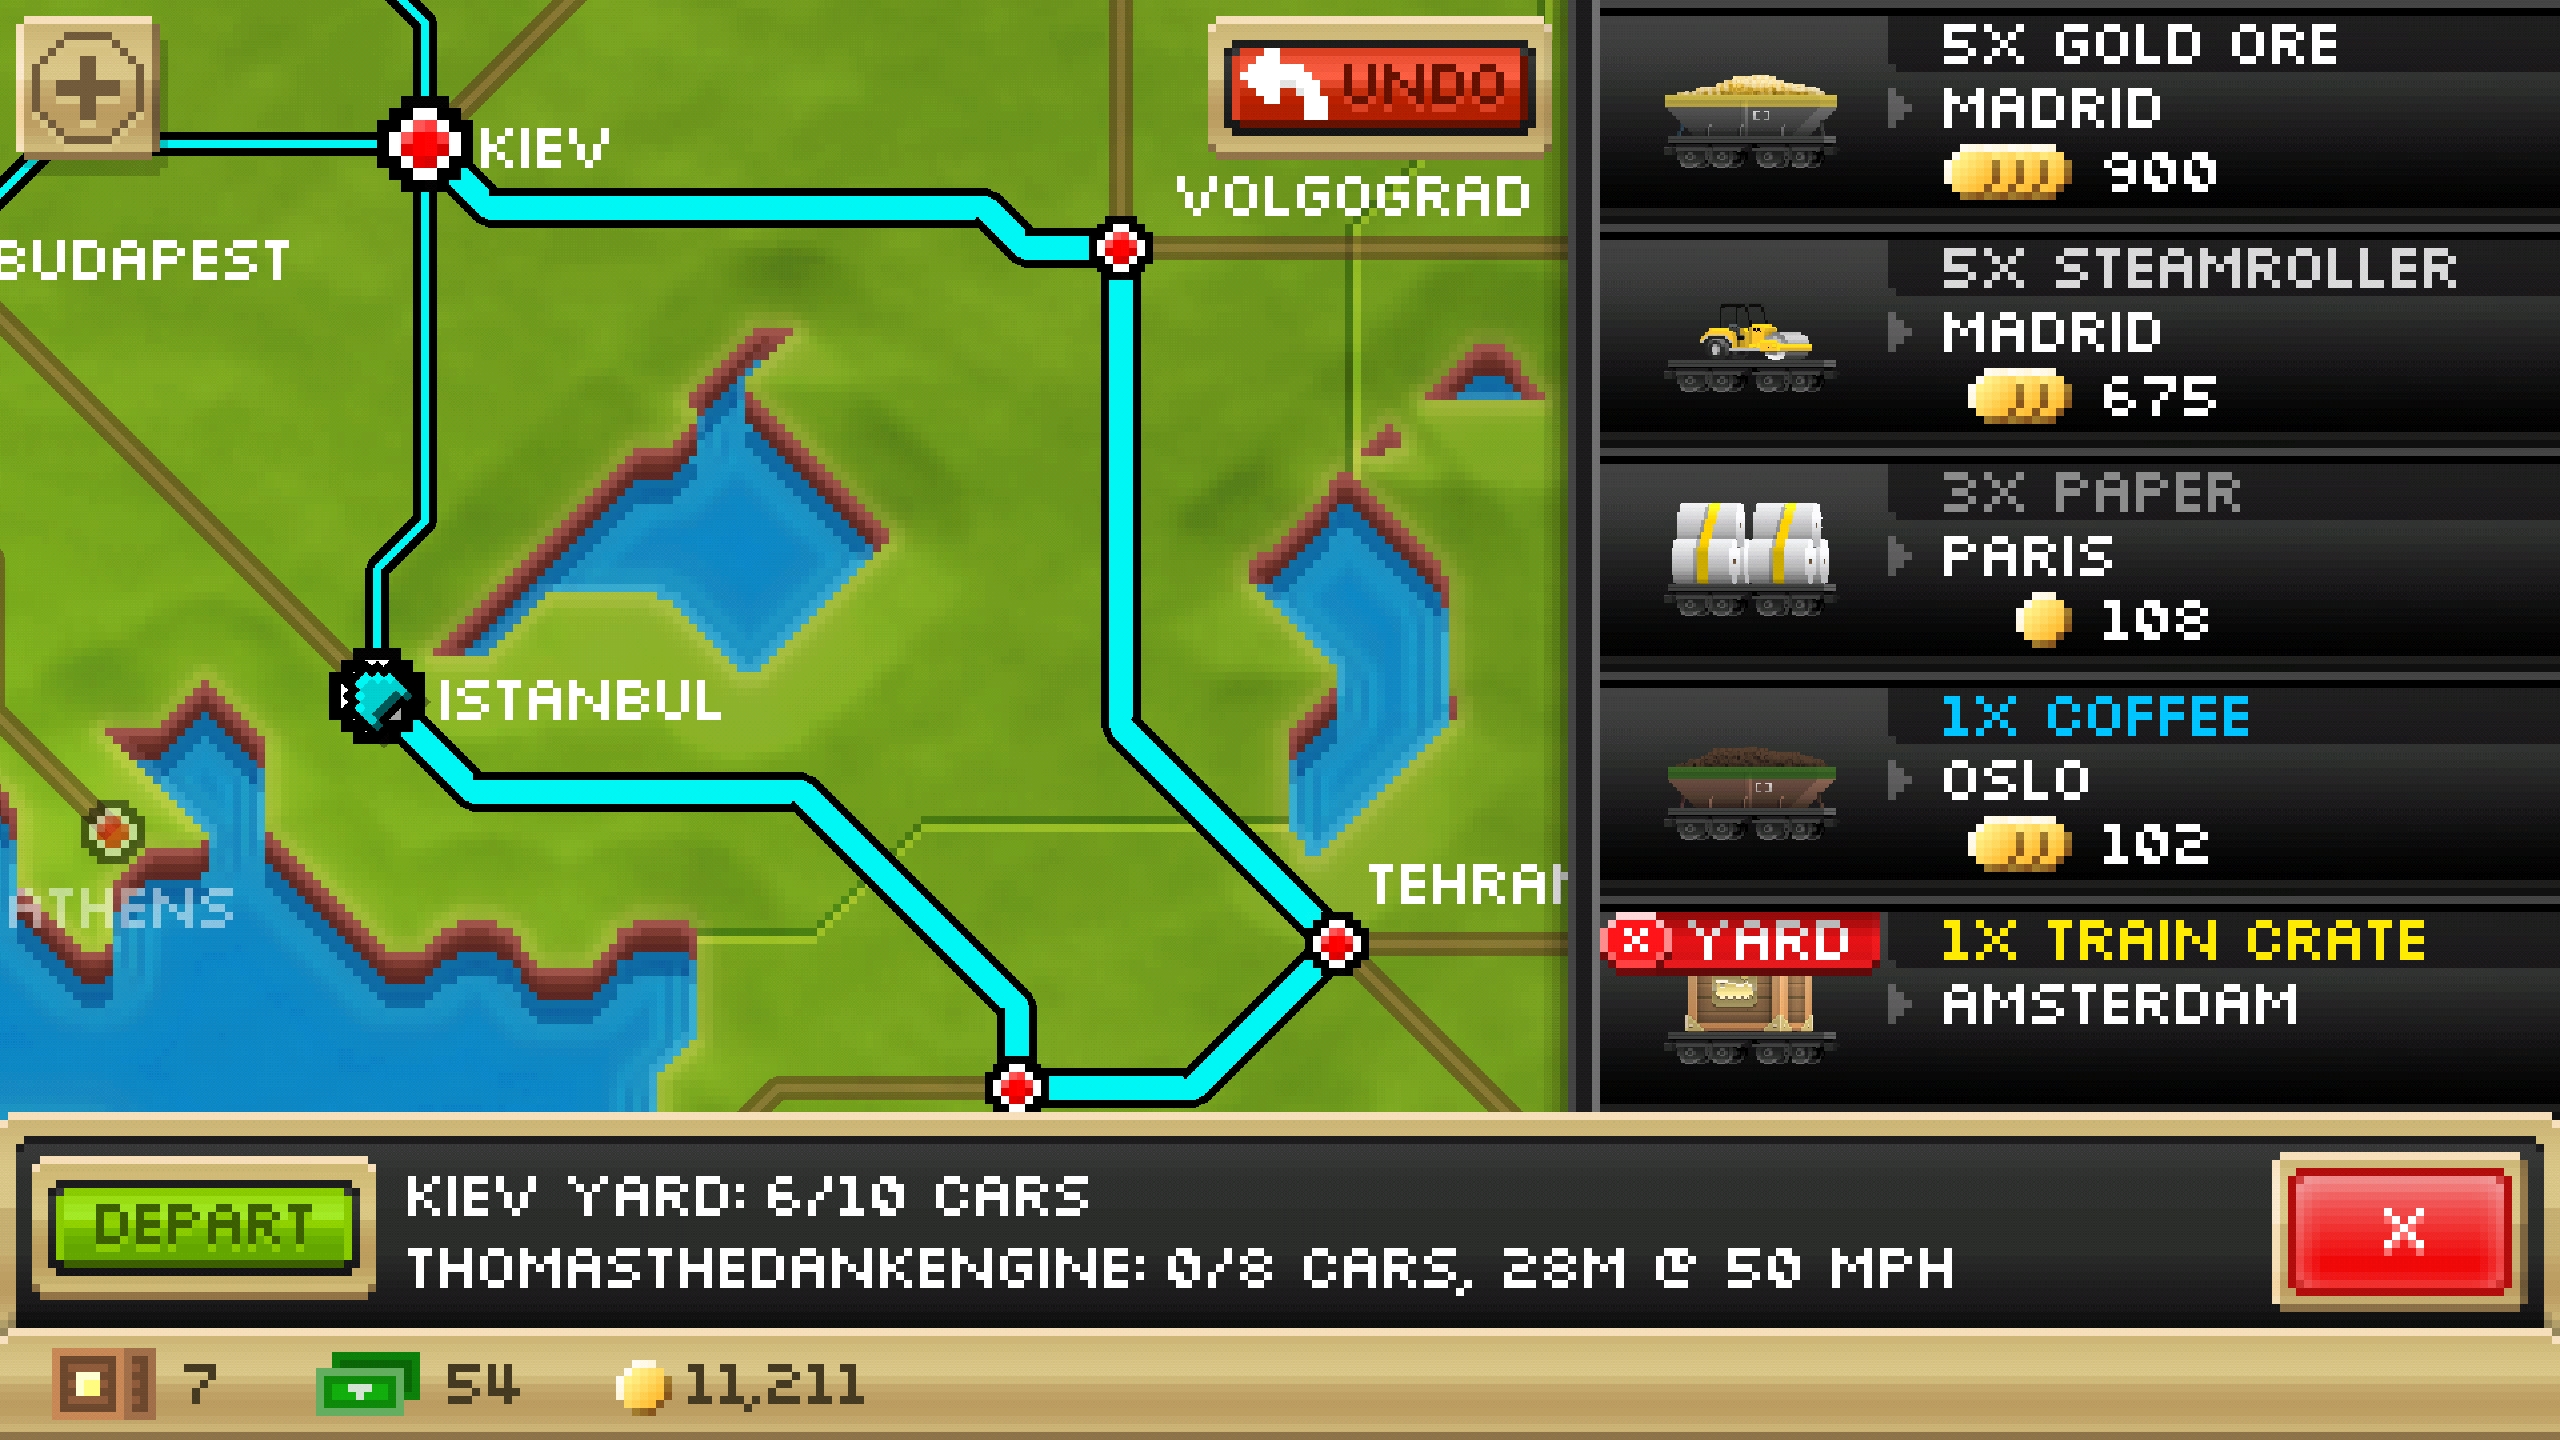 KIEV
UNDO
VOLGOGRAD
BUDAPEST
ISTANBUL
ATHENS
TEHRAN
5X GOLD ORE
MADRID
900
5X STEAMROLLER
MADRID
675
3X PAPER
PARIS
108
1X COFFEE
OSLO
102
YARD
1X TRAIN CRATE
AMSTERDAM
DEPART
KIEV YARD: 6/10 CARS
THOMASTHEDANKENGINE: 0/8 CARS, 28M @ 50 MPH
X
7
54
11,211